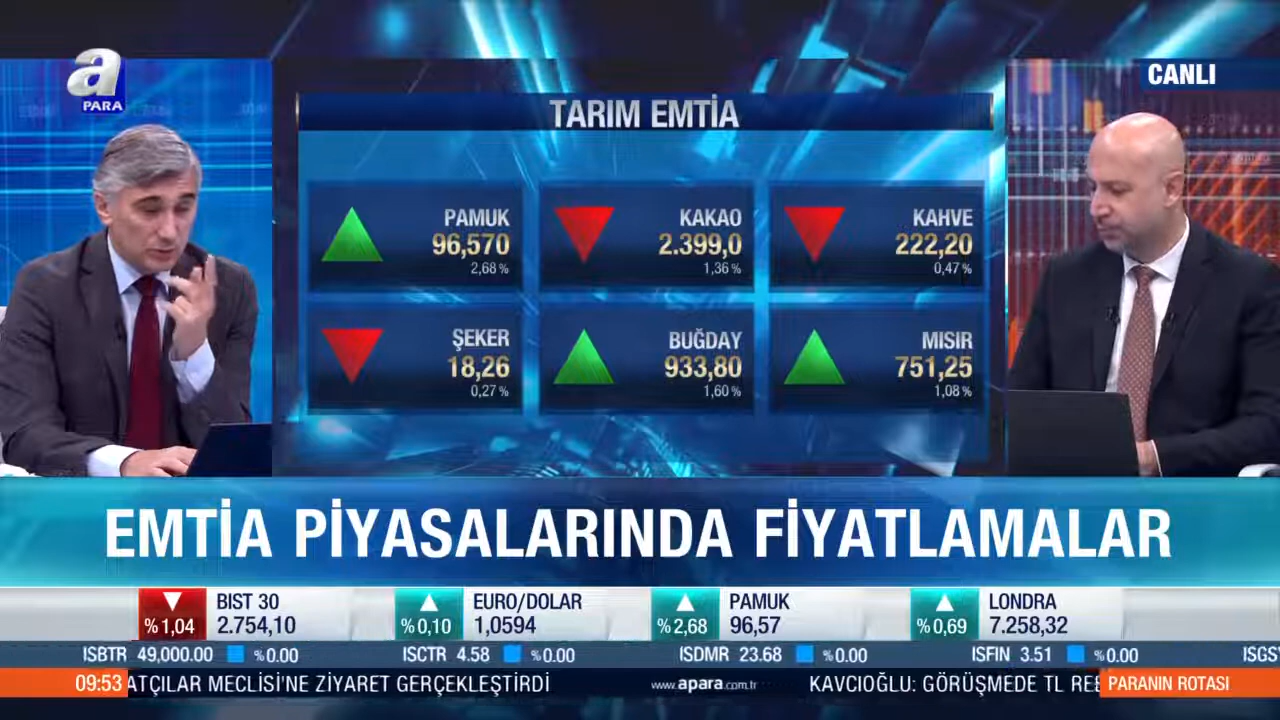 a
PARA
CANLI
TARIM EMTİA
PAMUK
96,570
2,68 %
KAKAO
2.399,0
1,36 %
KAHVE
222,20
0,47 %
ŞEKER
18,26
0,27 %
BUĞDAY
933,80
1,60 %
MISIR
751,25
1,08 %
EMTİA PİYASALARINDA FİYATLAMALAR
%1,04
BIST 30
2.754,10
%0,10
EURO/DOLAR
1,0594
%2,68
PAMUK
96,57
%0,69
LONDRA
7.258,32
ISBTR 49,000.00 %0.00 ISCTR 4.58 %0.00 ISDMR 23.68 %0.00 ISFIN 3.51 %0.00 ISGS
09:53 ATÇILAR MECLİSİ'NE ZİYARET GERÇEKLEŞTİRDİ www.apara.com.tr KAVCIOĞLU: GÖRÜŞMEDE TL PARANIN ROTASI